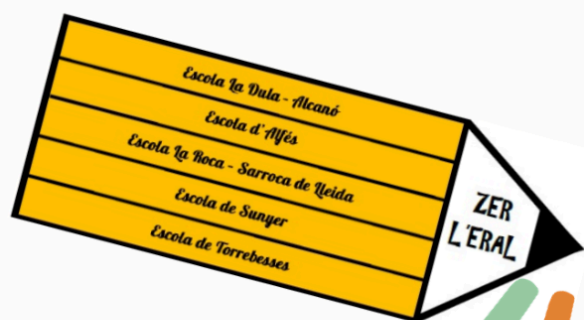 Escola La Dula - Alcanó
Escola d'Alfés
Escola La Roca - Sarroca de Lleida
Escola de Sunyer
Escola de Torrebesses
ZER
L'ERAL